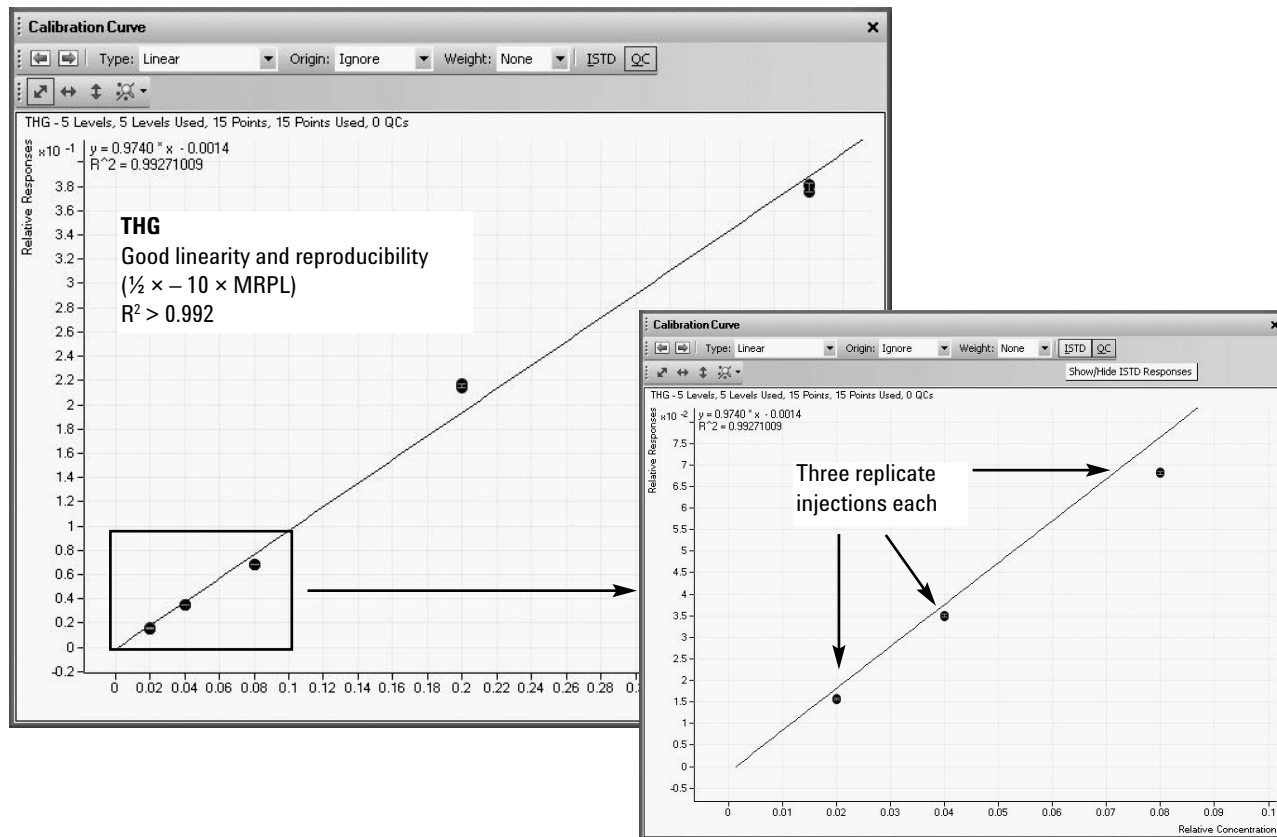 Calibration Curve
Type: Linear Origin: Ignore Weight: None ISTD QC
THG - 5 Levels, 5 Levels Used, 15 Points, 15 Points Used, 0 QCs
Relative Responses
x10 -1
y = 0.9740 * x - 0.0014
R^2 = 0.99271009
3.8
3.6
3.4
3.2
3
2.8
2.6
2.4
2.2
2
1.8
1.6
1.4
1.2
1
0.8
0.6
0.4
0.2
0
-0.2
THG
Good linearity and reproducibility
(½ × – 10 × MRPL)
R² > 0.992
0 0.02 0.04 0.06 0.08 0.1 0.12 0.14 0.16 0.18 0.2 0.22 0.24 0.26 0.28
Calibration Curve
Type: Linear Origin: Ignore Weight: None ISTD QC
Show/Hide ISTD Responses
THG - 5 Levels, 5 Levels Used, 15 Points, 15 Points Used, 0 QCs
Relative Responses
x10 -2
y = 0.9740 * x - 0.0014
R^2 = 0.99271009
7.5
7
6.5
6
5.5
5
4.5
4
3.5
3
2.5
2
1.5
1
0.5
0
-0.5
Three replicate
injections each
0 0.01 0.02 0.03 0.04 0.05 0.06 0.07 0.08 0.09 0.1
Relative Concentration